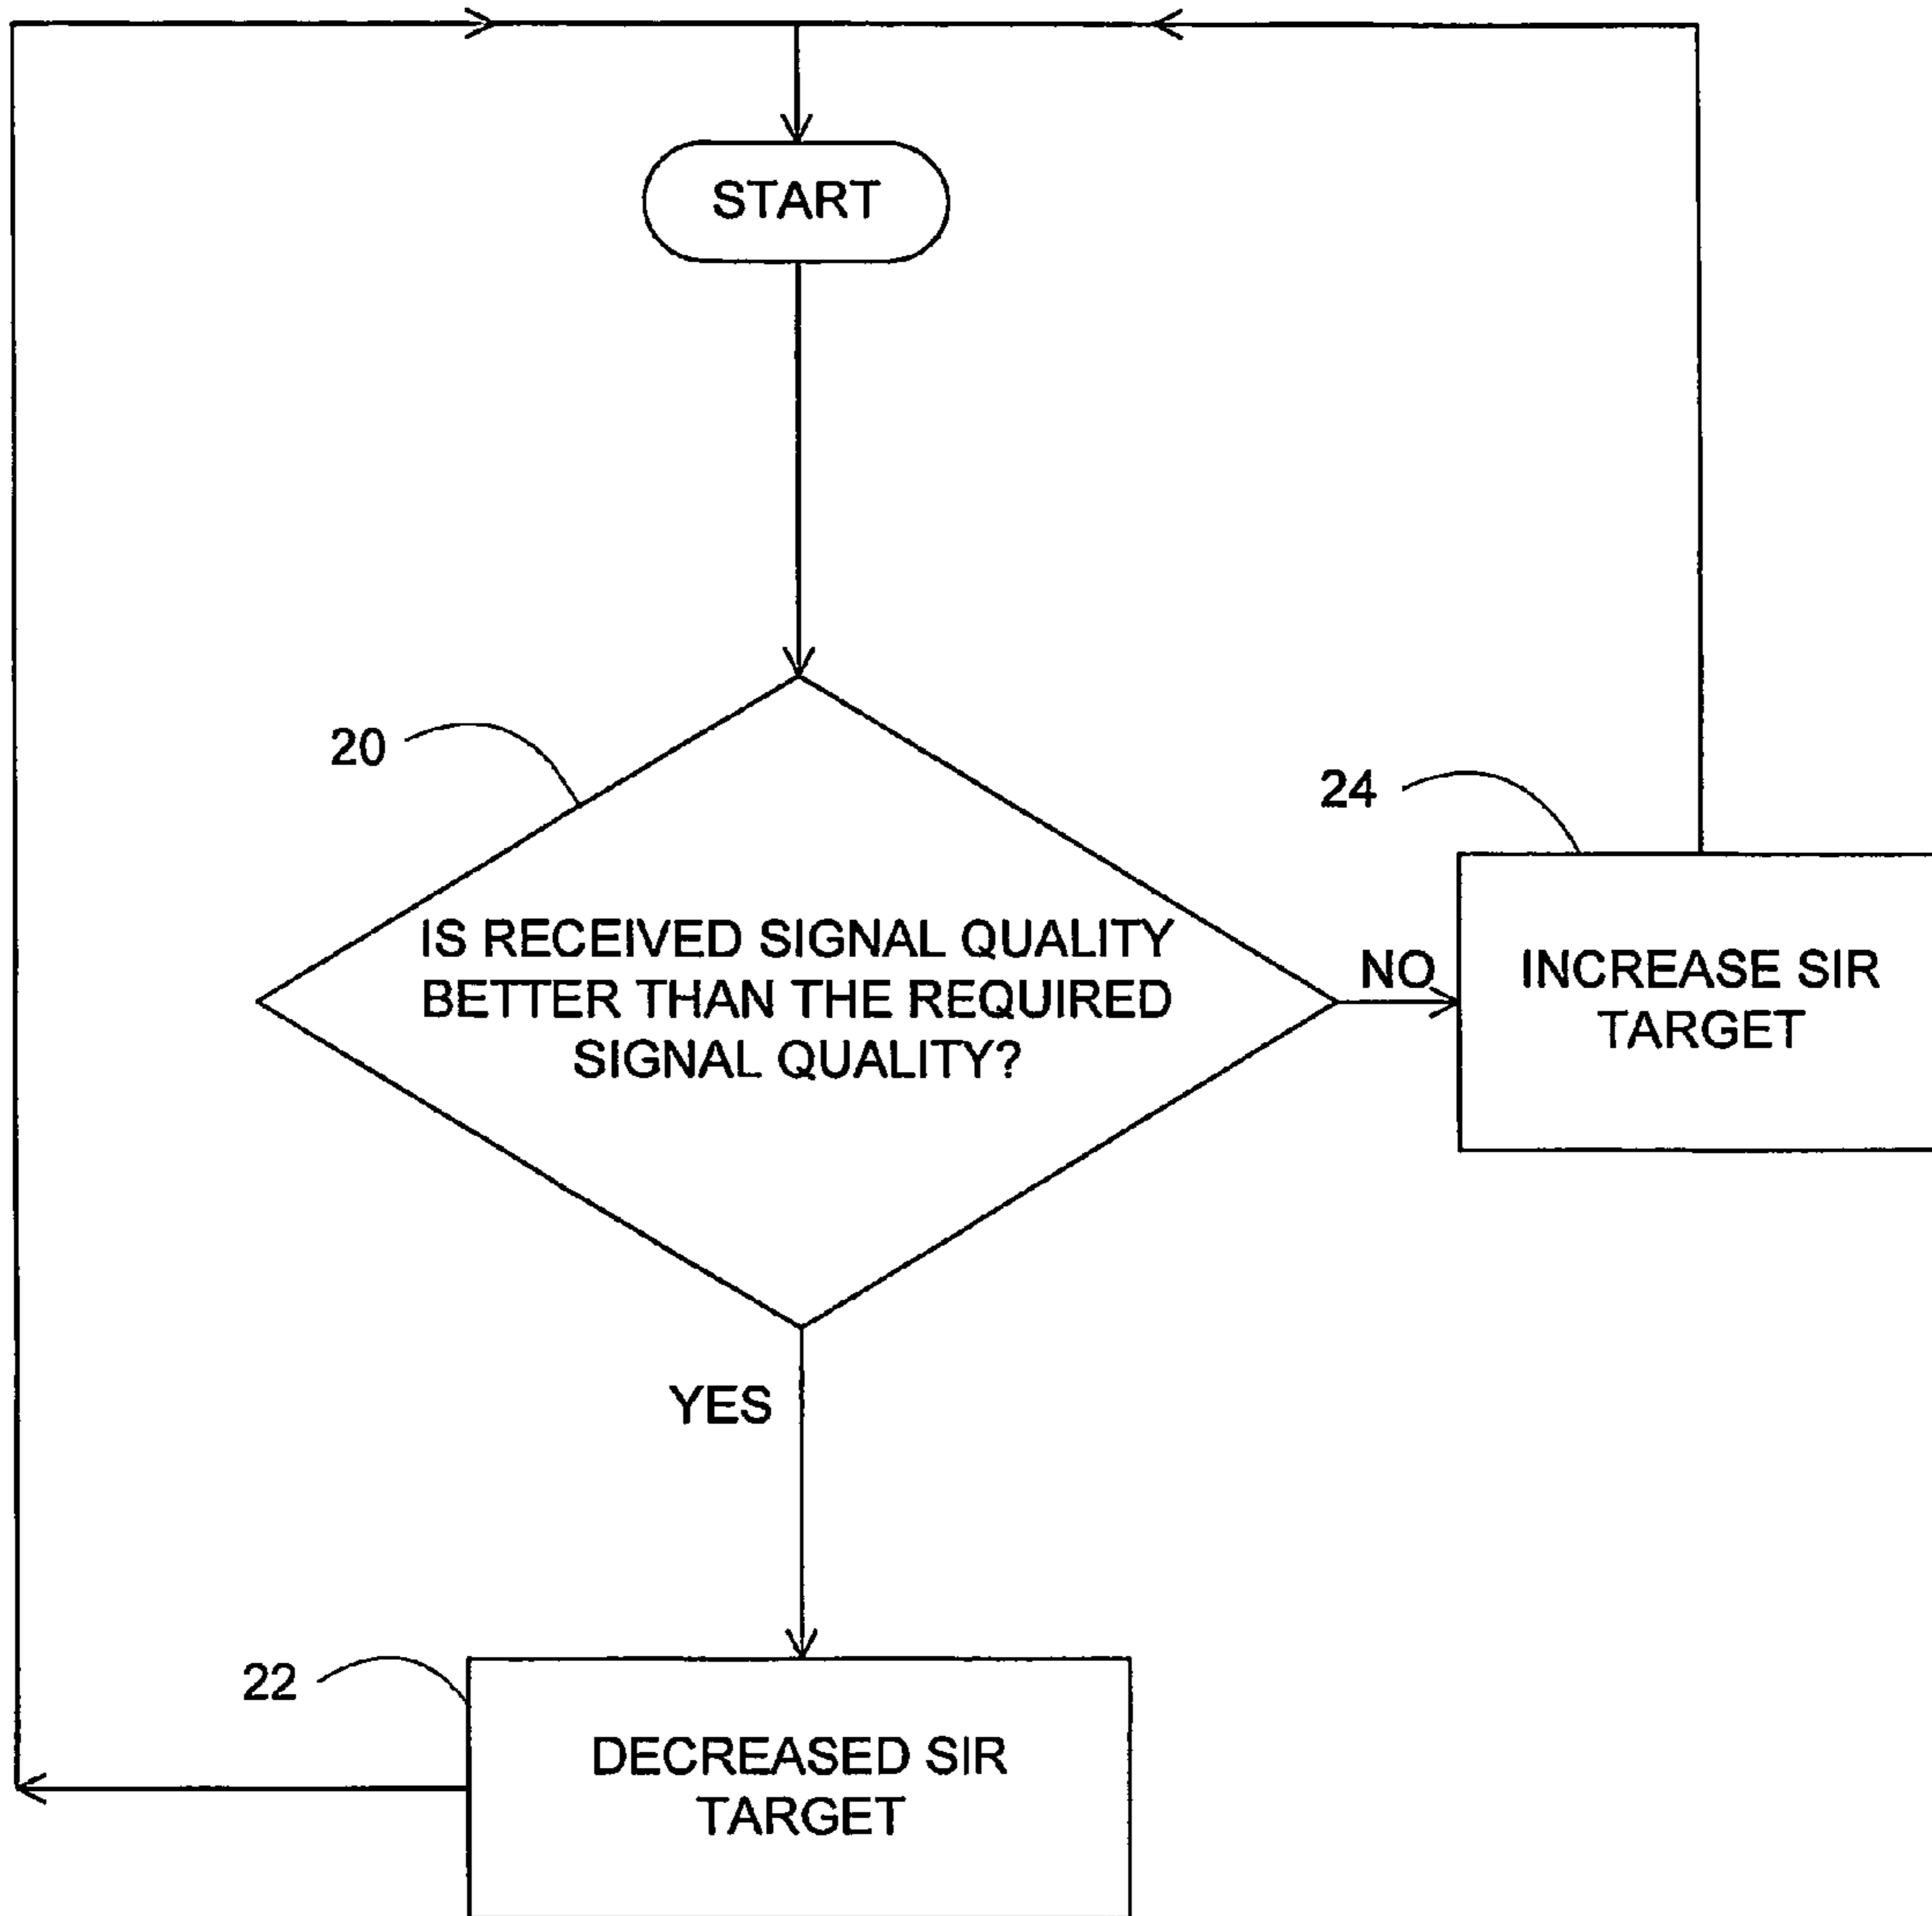 START
20
IS RECEIVED SIGNAL QUALITY
BETTER THAN THE REQUIRED
SIGNAL QUALITY?
NO
24
INCREASE SIR
TARGET
YES
22
DECREASED SIR
TARGET